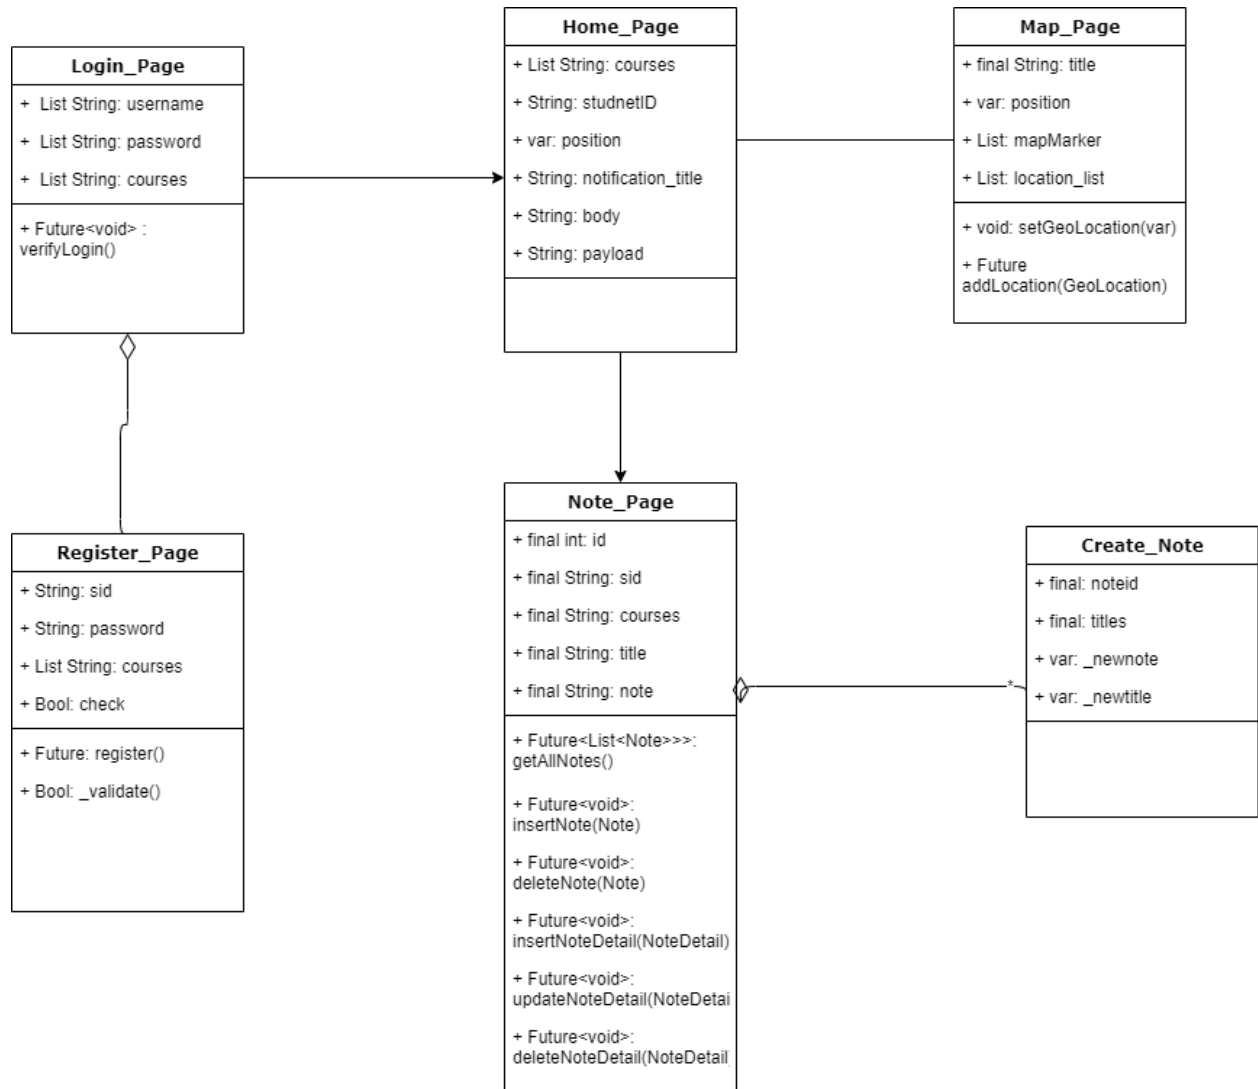 Login_Page
+ List String: username
+ List String: password
+ List String: courses
+ Future<void> :
verifyLogin()
Home_Page
+ List String: courses
+ String: studnetID
+ var: position
+ String: notification_title
+ String: body
+ String: payload
Map_Page
+ final String: title
+ var: position
+ List: mapMarker
+ List: location_list
+ void: setGeoLocation(var)
+ Future
addLocation(GeoLocation)
Register_Page
+ String: sid
+ String: password
+ List String: courses
+ Bool: check
+ Future: register()
+ Bool: _validate()
Note_Page
+ final int: id
+ final String: sid
+ final String: courses
+ final String: title
+ final String: note
+ Future<List<Note>>>:
getAllNotes()
+ Future<void>:
insertNote(Note)
+ Future<void>:
deleteNote(Note)
+ Future<void>:
insertNoteDetail(NoteDetail)
+ Future<void>:
updateNoteDetail(NoteDetai
+ Future<void>:
deleteNoteDetail(NoteDetail
*
Create_Note
+ final: noteid
+ final: titles
+ var: _newnote
+ var: _newtitle